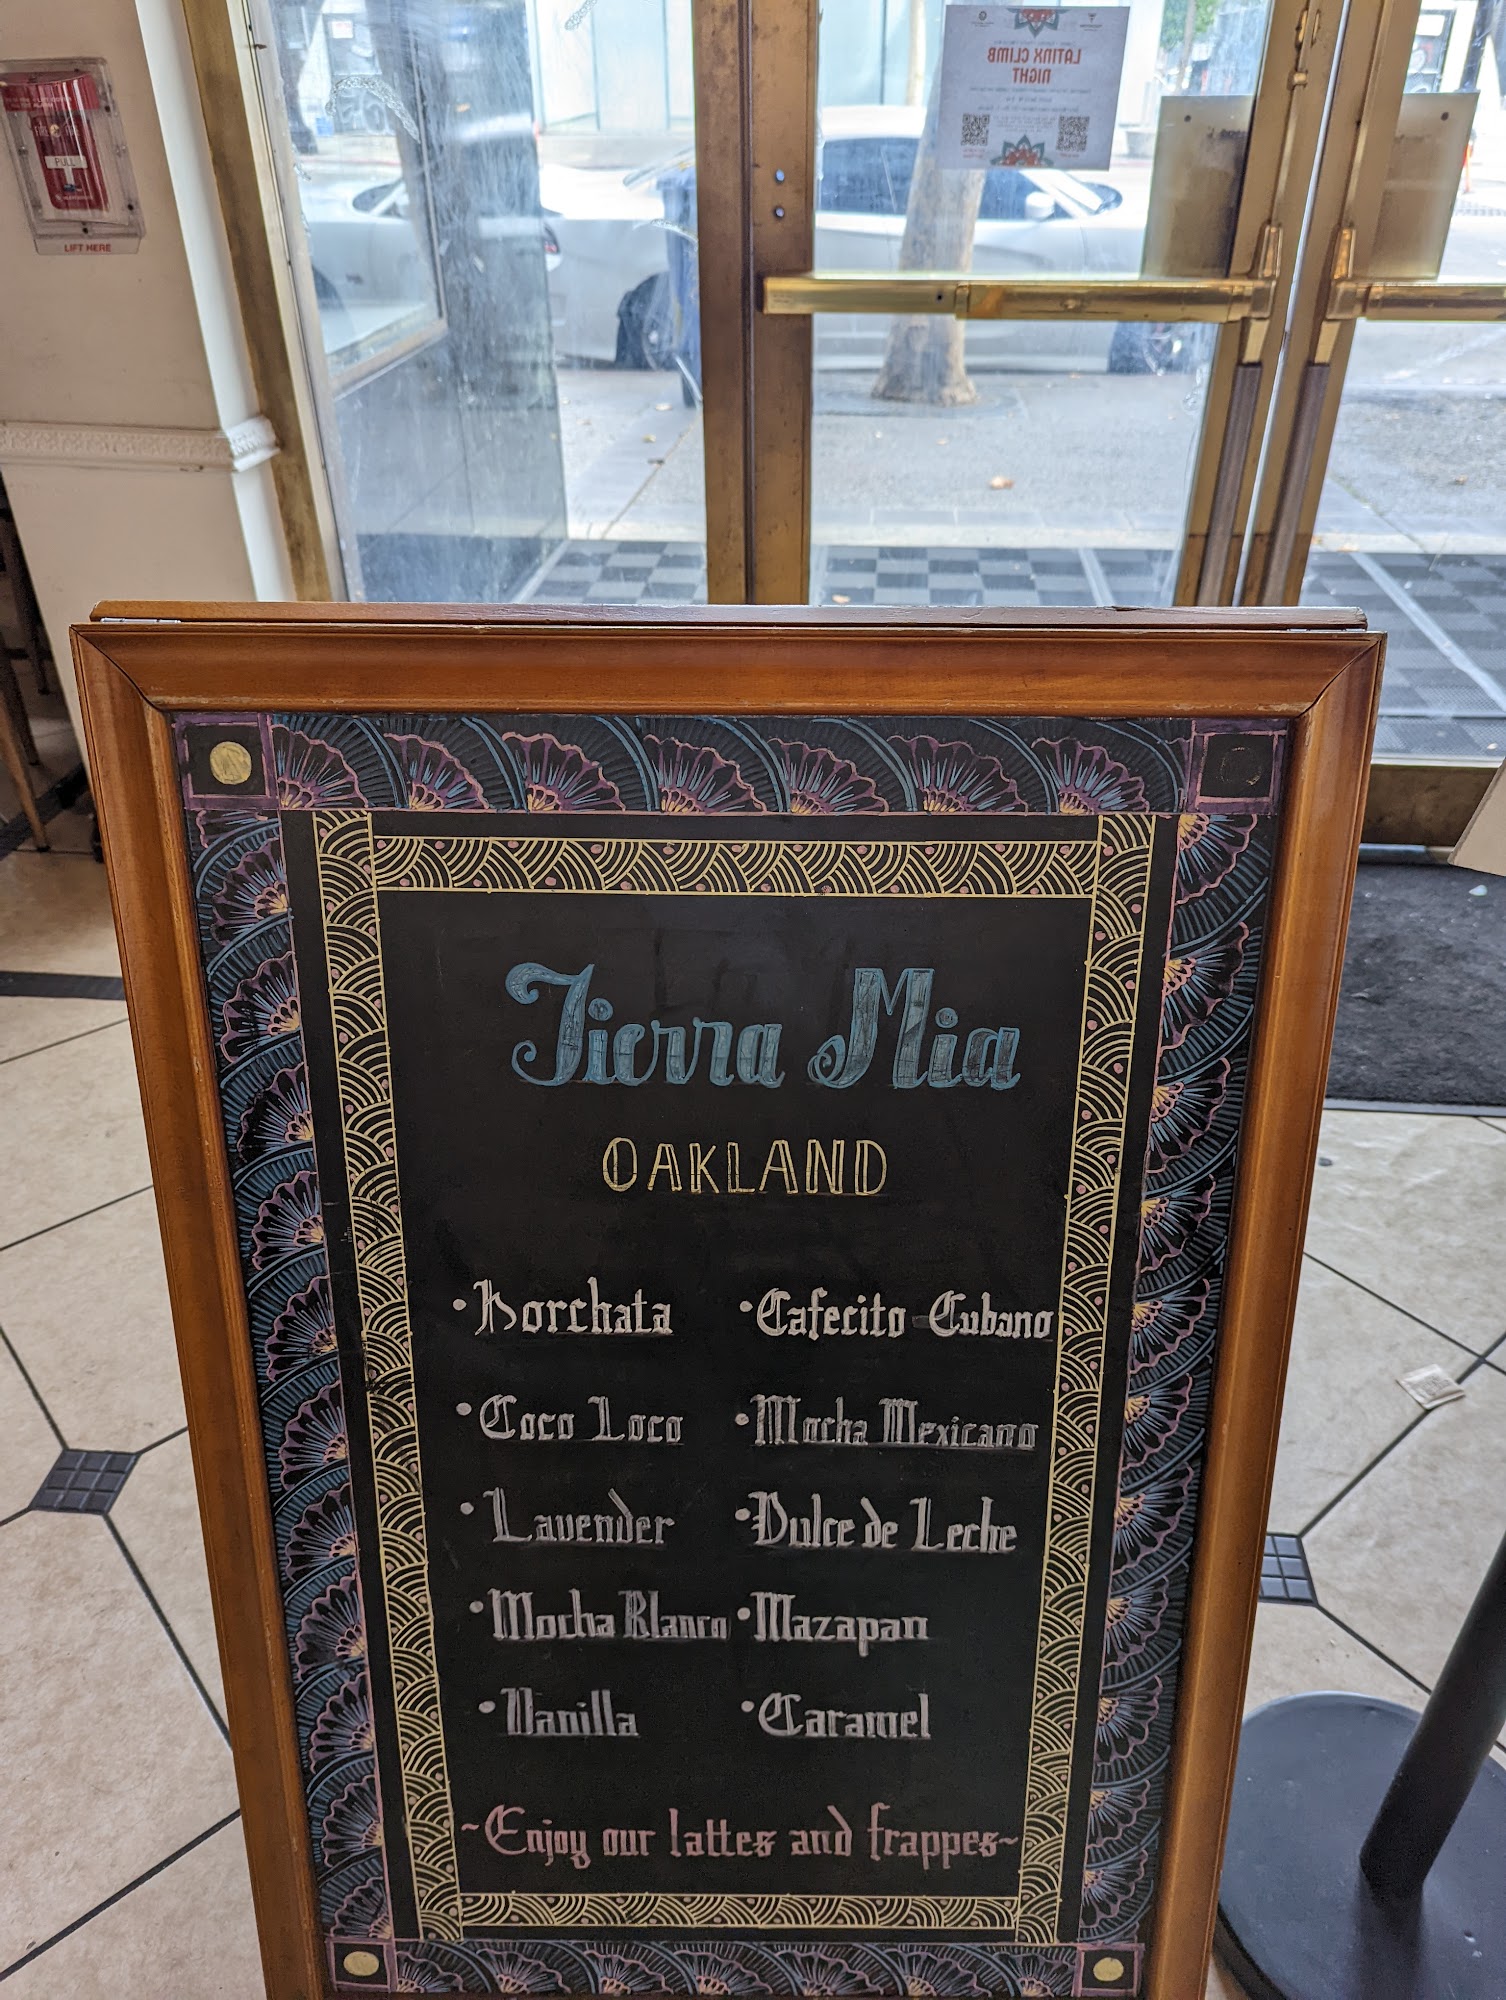 PULL
LIFT HERE
LATINX CLIMB
NIGHT
Tierra Mia
OAKLAND
• Horchata
• Coco Loco
• Lavender
• Mocha Blanco
• Vanilla
• Cafecito Cubano
• Mocha Mexicano
• Dulce de Leche
• Mazapan
• Caramel
~Enjoy our lattes and frappes~